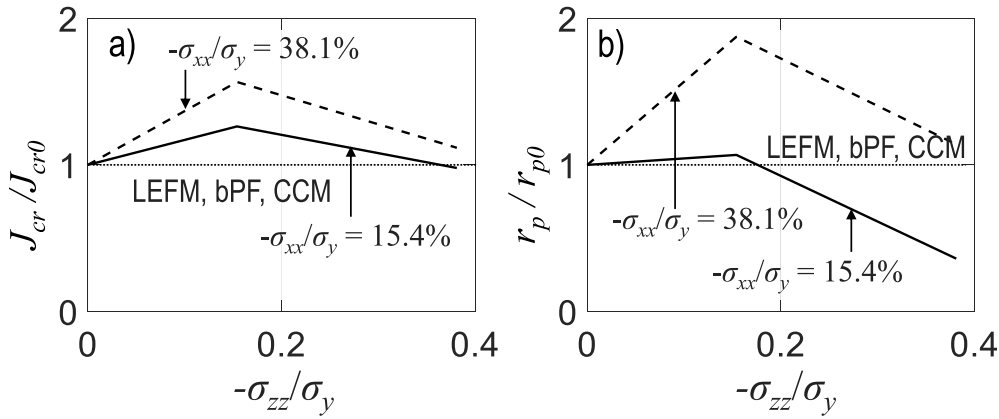 2
a)
-σxx/σy = 38.1%
Jcr/Jcr0
1
LEFM, bPF, CCM
-σxx/σy = 15.4%
0
0
0.2
0.4
-σzz/σy
2
b)
rp/rp0
1
LEFM, bPF, CCM
-σxx/σy = 38.1%
-σxx/σy = 15.4%
0
0
0.2
0.4
-σzz/σy